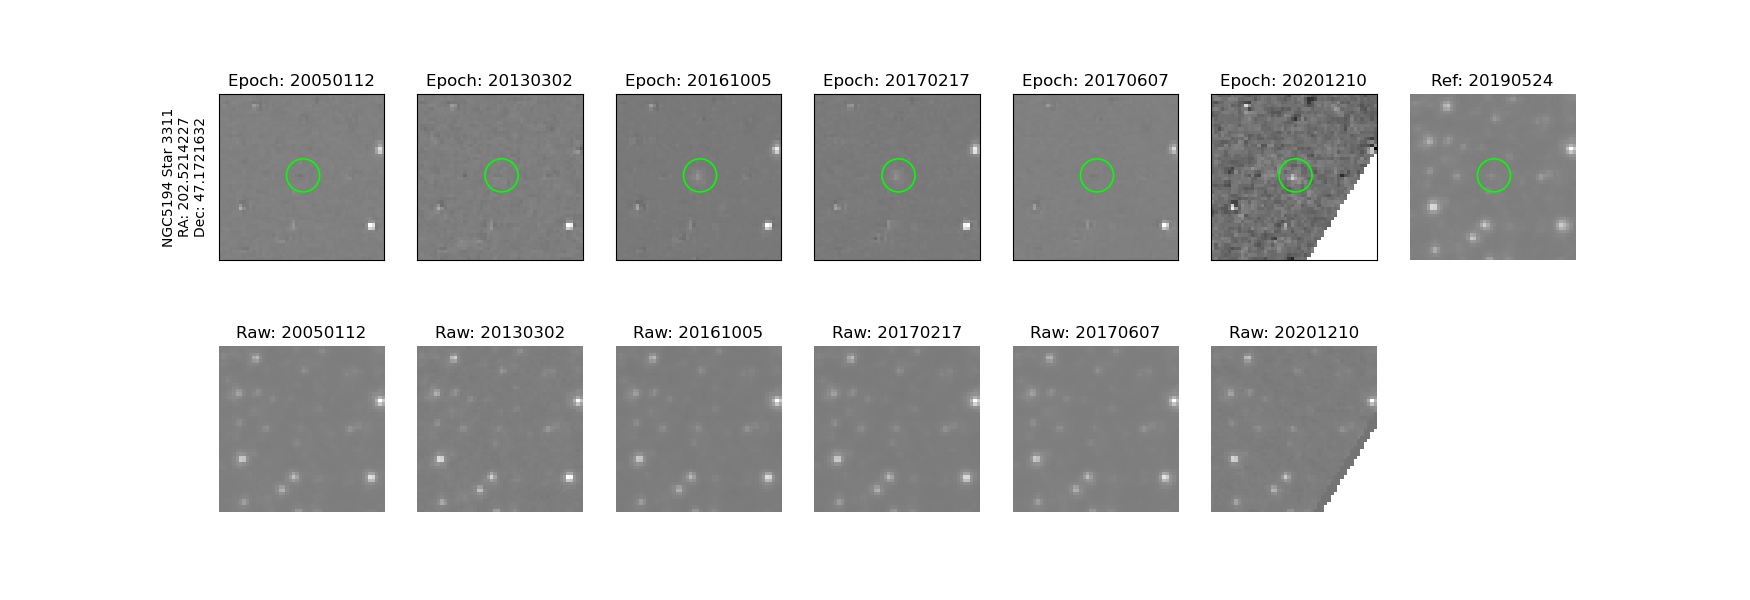 Epoch: 20050112
Epoch: 20130302
Epoch: 20161005
Epoch: 20170217
Epoch: 20170607
Epoch: 20201210
Ref: 20190524
NGC5194 Star 3311
RA: 202.5214227
Dec: 47.1721632
Raw: 20050112
Raw: 20130302
Raw: 20161005
Raw: 20170217
Raw: 20170607
Raw: 20201210